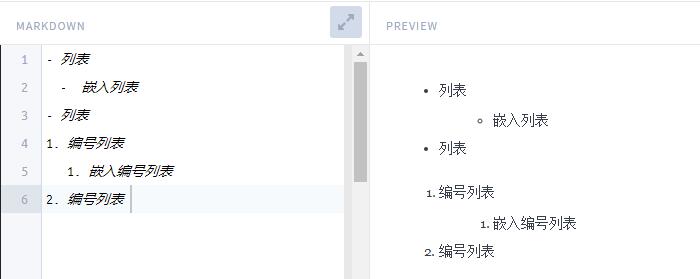 MARKDOWN
1 - 列表
2 - 嵌入列表
3 - 列表
4 1. 编号列表
5 1. 嵌入编号列表
6 2. 编号列表
PREVIEW
• 列表
◦ 嵌入列表
• 列表
1. 编号列表
1. 嵌入编号列表
2. 编号列表